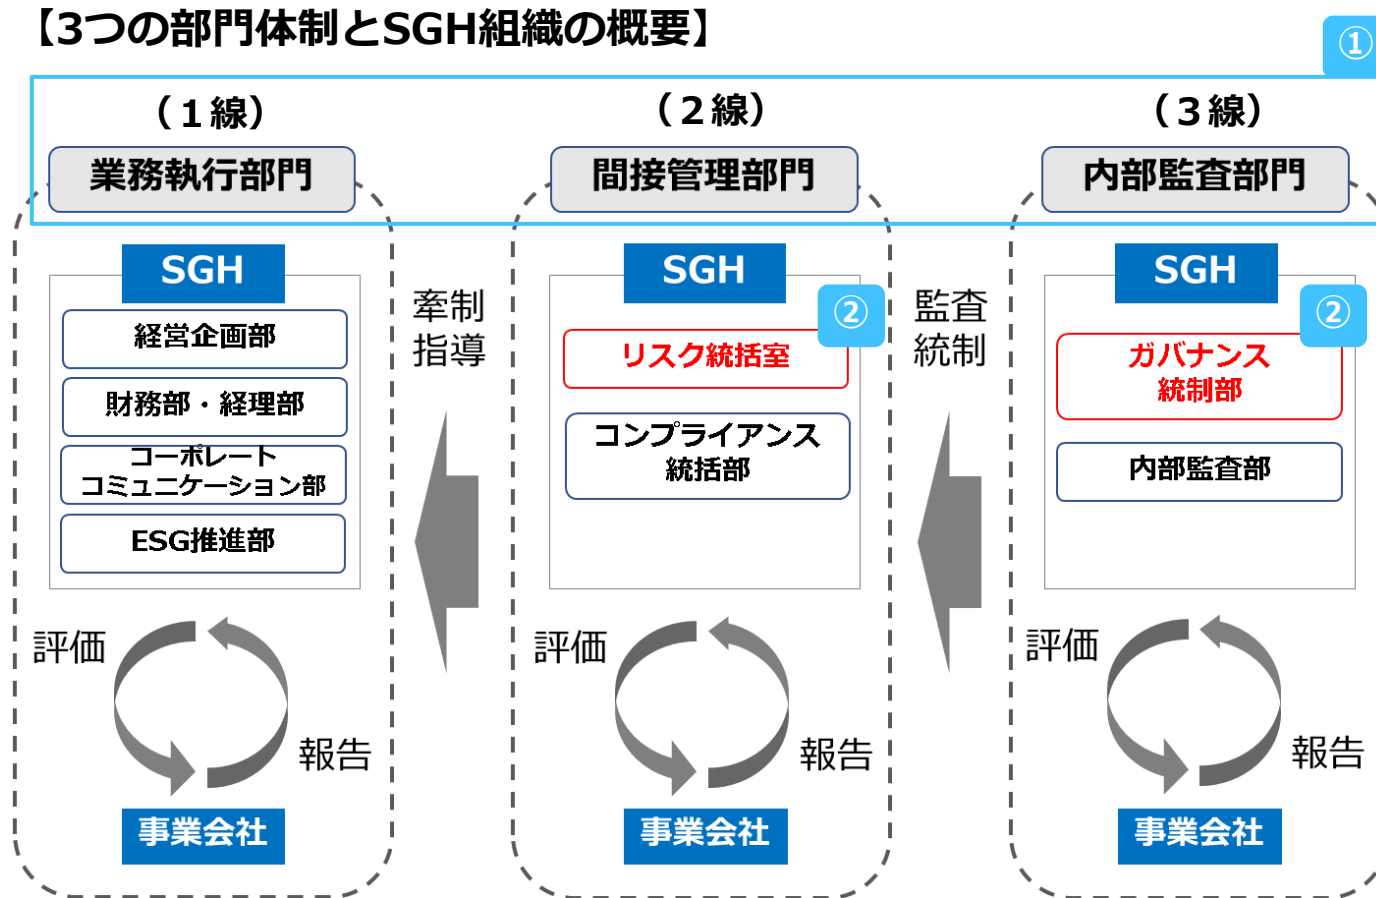 【3つの部門体制とSGH組織の概要】
①
（１線）
（２線）
（３線）
業務執行部門
間接管理部門
内部監査部門
SGH
経営企画部
財務部・経理部
コーポレート
コミュニケーション部
ESG推進部
評価
報告
事業会社
牽制
指導
SGH
②
リスク統括室
コンプライアンス
統括部
評価
報告
事業会社
監査
統制
SGH
②
ガバナンス
統制部
内部監査部
評価
報告
事業会社